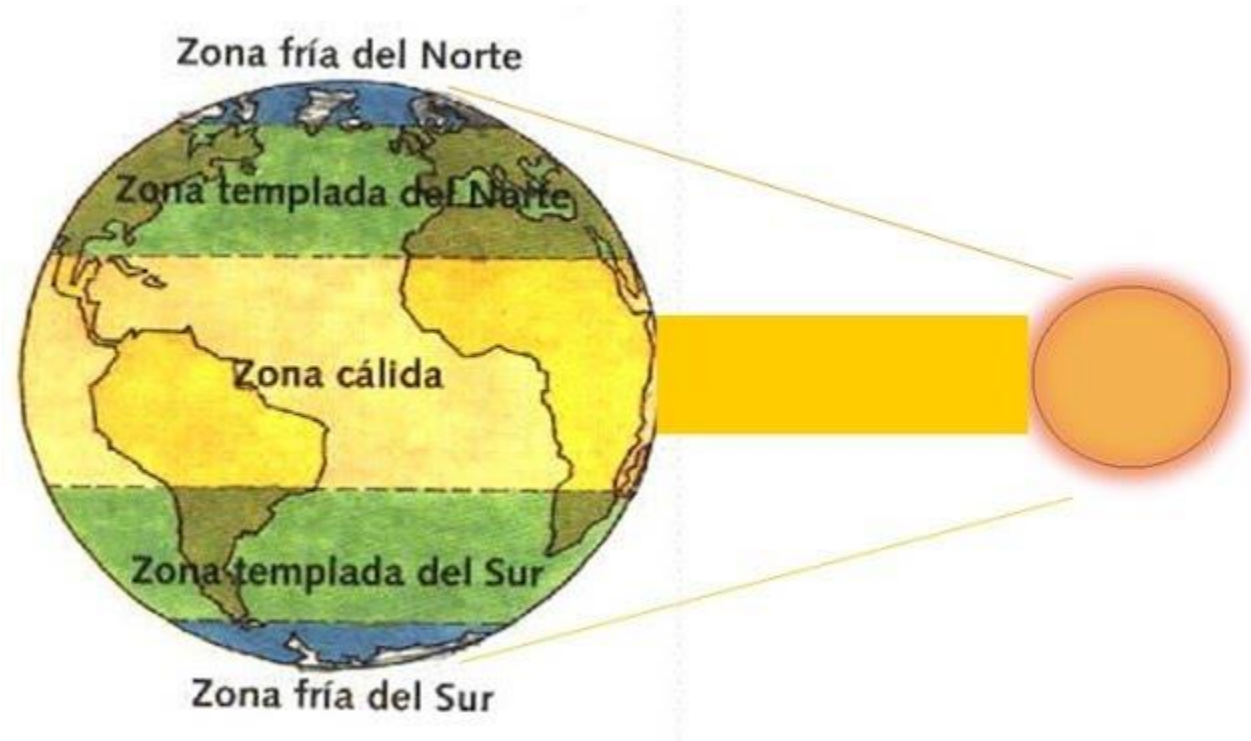 Zona fría del Norte
Zona templada del Norte
Zona cálida
Zona templada del Sur
Zona fría del Sur